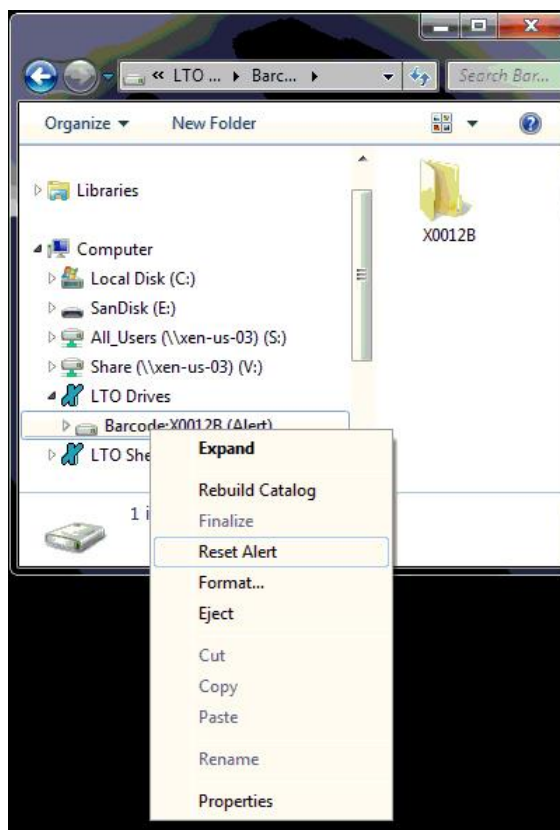 « LTO ... Barc...
Search Bar...
Organize New Folder
Libraries
X0012B
Computer
Local Disk (C:)
SanDisk (E:)
All_Users (\\xen-us-03) (S:)
Share (\\xen-us-03) (V:)
LTO Drives
Barcode:X0012B (Alert)
LTO She
1 i
Expand
Rebuild Catalog
Finalize
Reset Alert
Format...
Eject
Cut
Copy
Paste
Rename
Properties